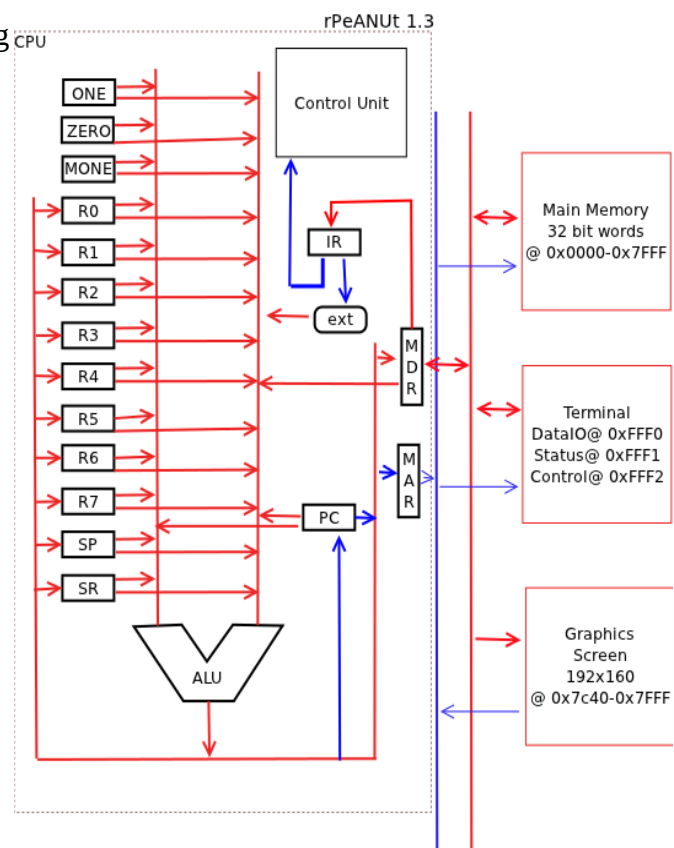 rPeANUt 1.3
g
CPU
ONE
ZERO
MONE
R0
R1
R2
R3
R4
R5
R6
R7
SP
SR
ALU
Control Unit
IR
ext
MDR
MAR
PC
Main Memory
32 bit words
@ 0x0000-0x7FFF
Terminal
DataIO@ 0xFFF0
Status@ 0xFFF1
Control@ 0xFFF2
Graphics
Screen
192x160
@ 0x7c40-0x7FFF